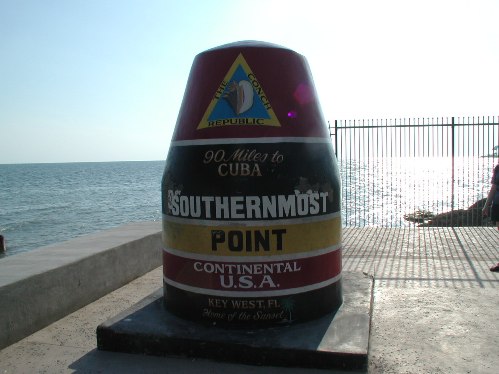 THE CONCH
REPUBLIC
90 Miles to
CUBA
SOUTHERNMOST
POINT
CONTINENTAL
U.S.A.
KEY WEST, FL
Home of the Sunset